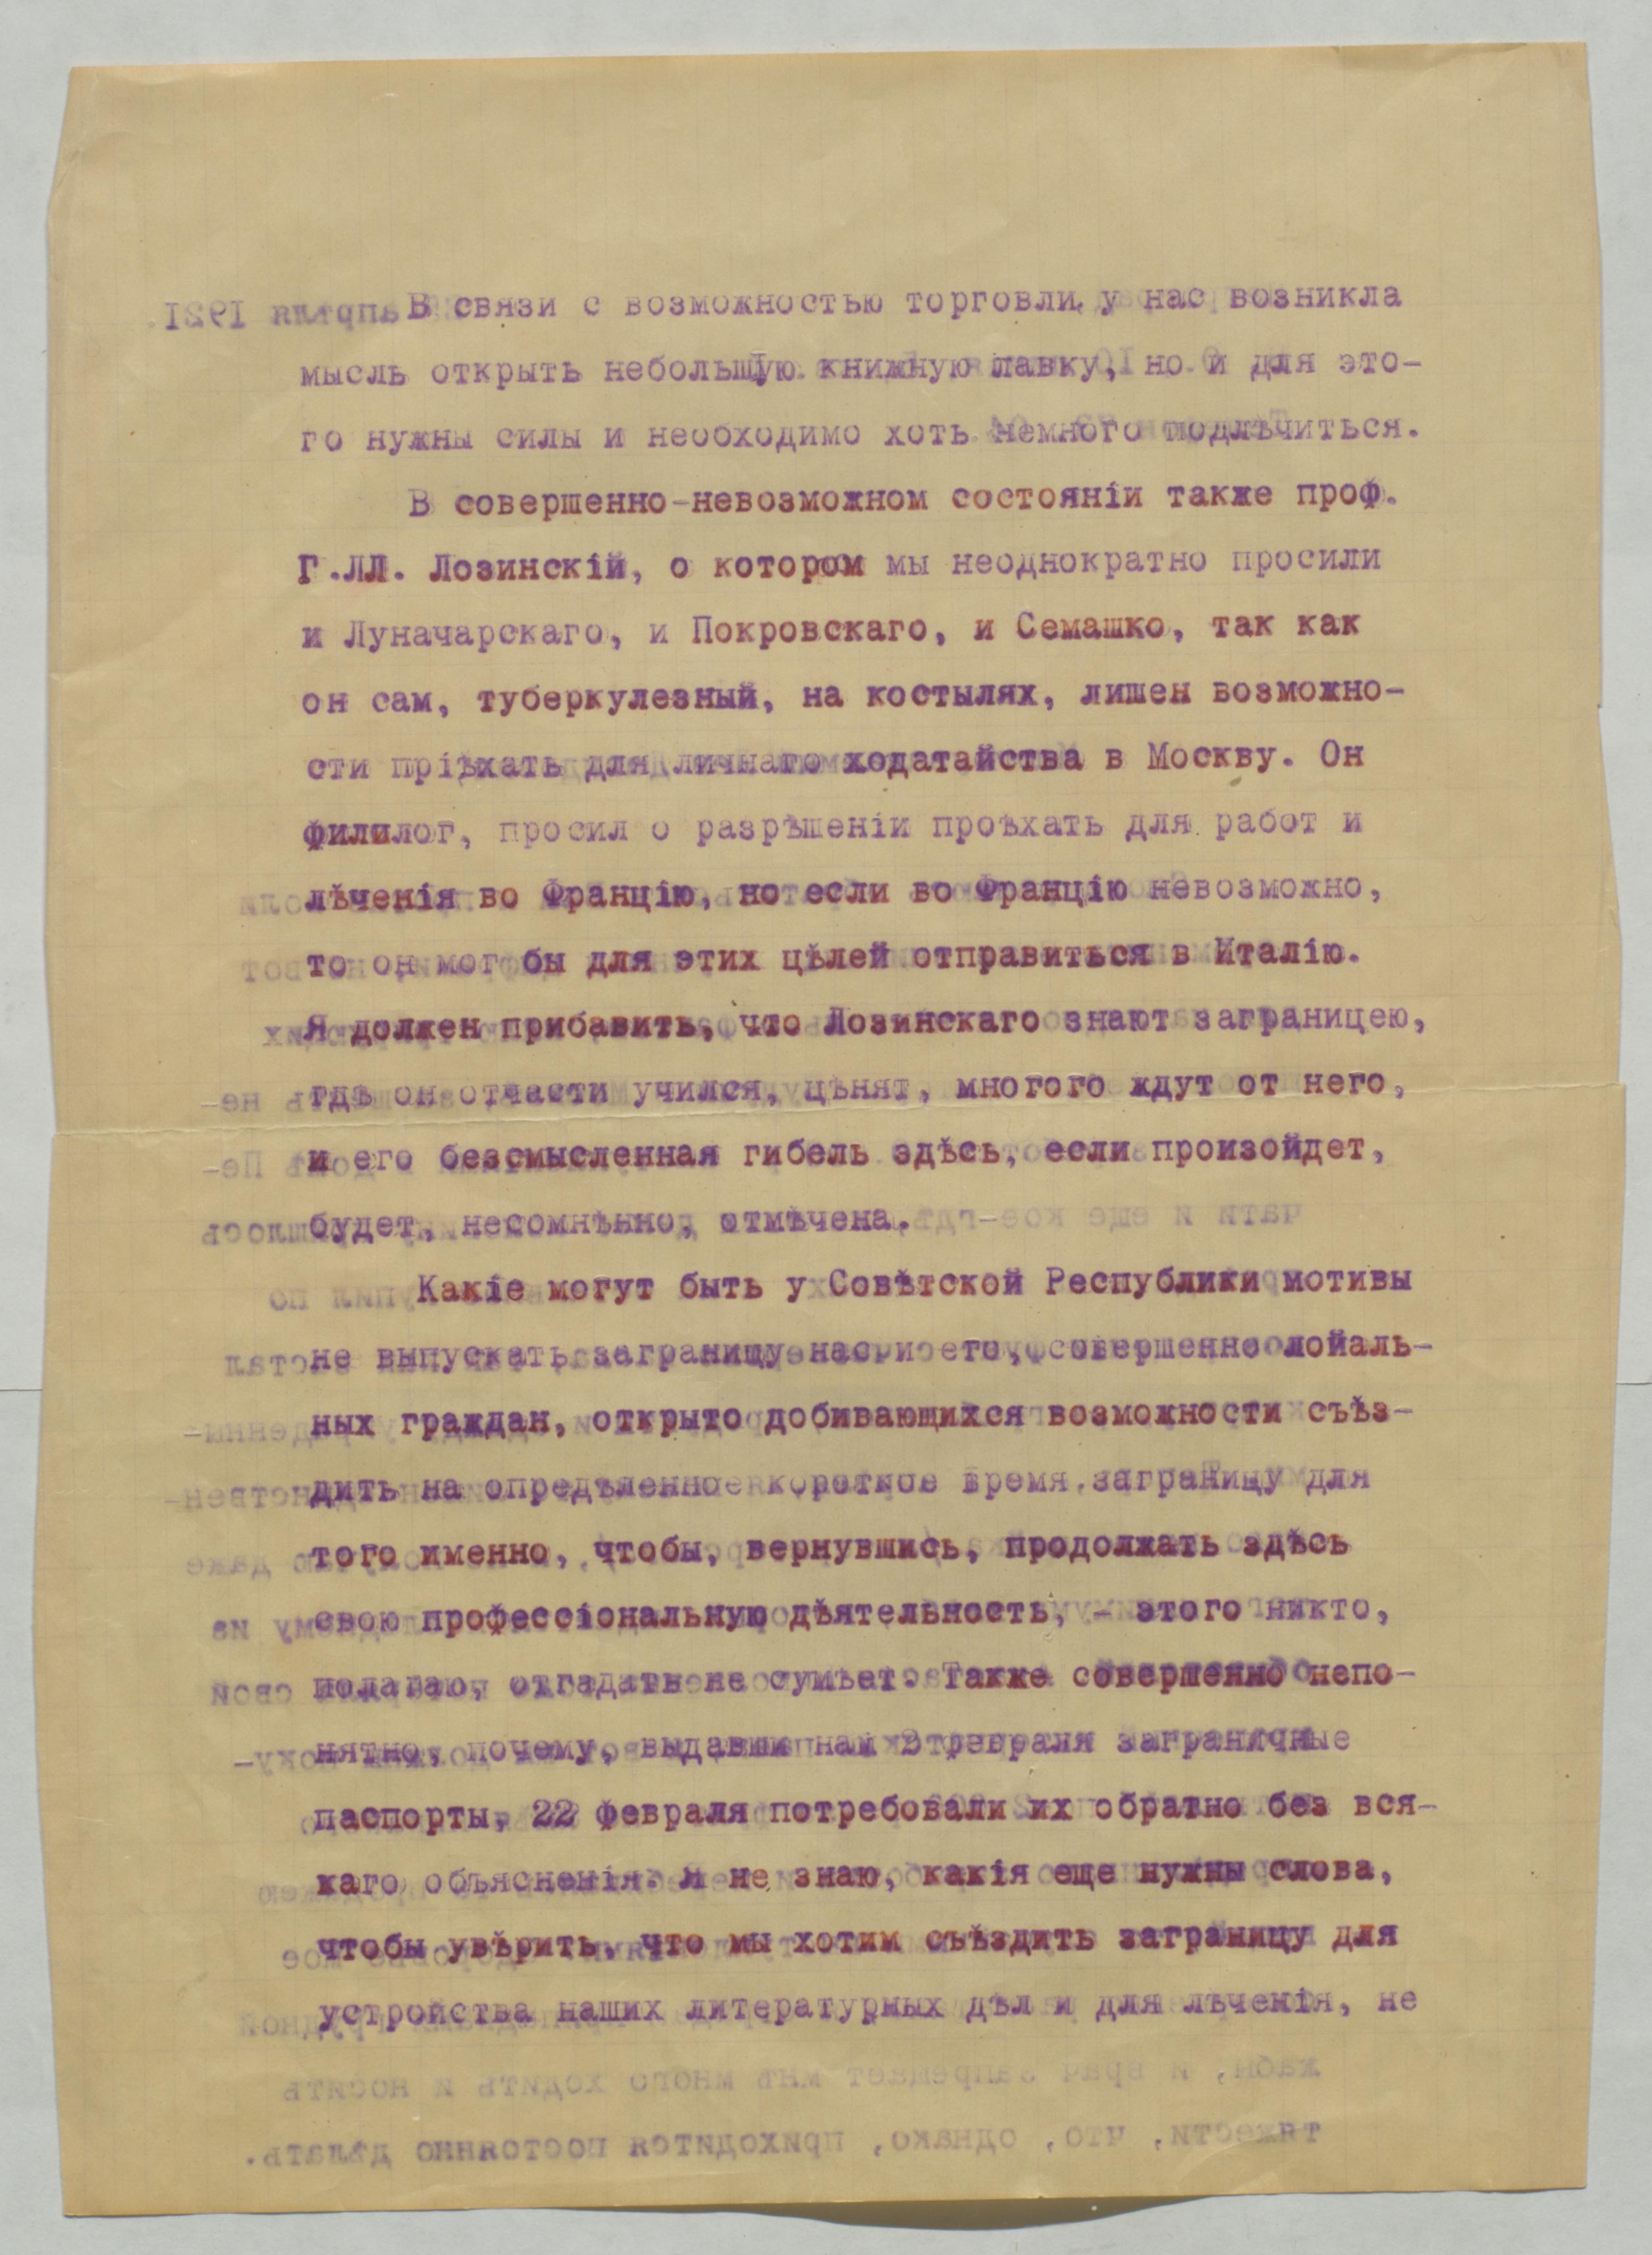 В связи с возможностью торговли у нас возникла
мысль открыть небольшую книжную лавку, но и для это-
го нужны силы и необходимо хоть немного подлѣчиться.
В совершенно-невозможном состоянiи также проф.
Г.ЛЛ. Лозинскiй, о котором мы неоднократно просили
и Луначарскаго, и Покровскаго, и Семашко, так как
он сам, туберкулезный, на костылях, лишен возможно-
сти прiѣхать для личнаго ходатайства в Москву. Он
филилог, просил о разрѣшенiи проѣхать для работ и
лѣченiя во Францiю, но если во Францiю невозможно,
то он мог бы для этих цѣлей отправиться в Италiю.
Я должен прибавить, что Лозинскаго знают заграницею,
гдѣ он отчасти учился, цѣнят, многого ждут от него,
и его безсмысленная гибель здѣсь, если произойдет,
будет, несомнѣнно, отмѣчена.
Какiе могут быть у Совѣтской Республики мотивы
не выпускать заграницу нас и его, совершенно лойаль-
ных граждан, открыто добивающихся возможности съѣз-
дить на опредѣленное короткое время заграницу для
того именно, чтобы, вернувшись, продолжать здѣсь
свою профессiональную дѣятельность, - этого никто,
полагаю, отгадать не сумѣет. Также совершенно непо-
нятно, почему, выдавши нам 2 февраля заграничные
паспорты, 22 февраля потребовали их обратно без вся-
каго объясненiя. Я не знаю, какiя еще нужны слова,
чтобы увѣрить, что мы хотим съѣздить заграницу для
устройства наших литературных дѣл и для лѣченiя, не